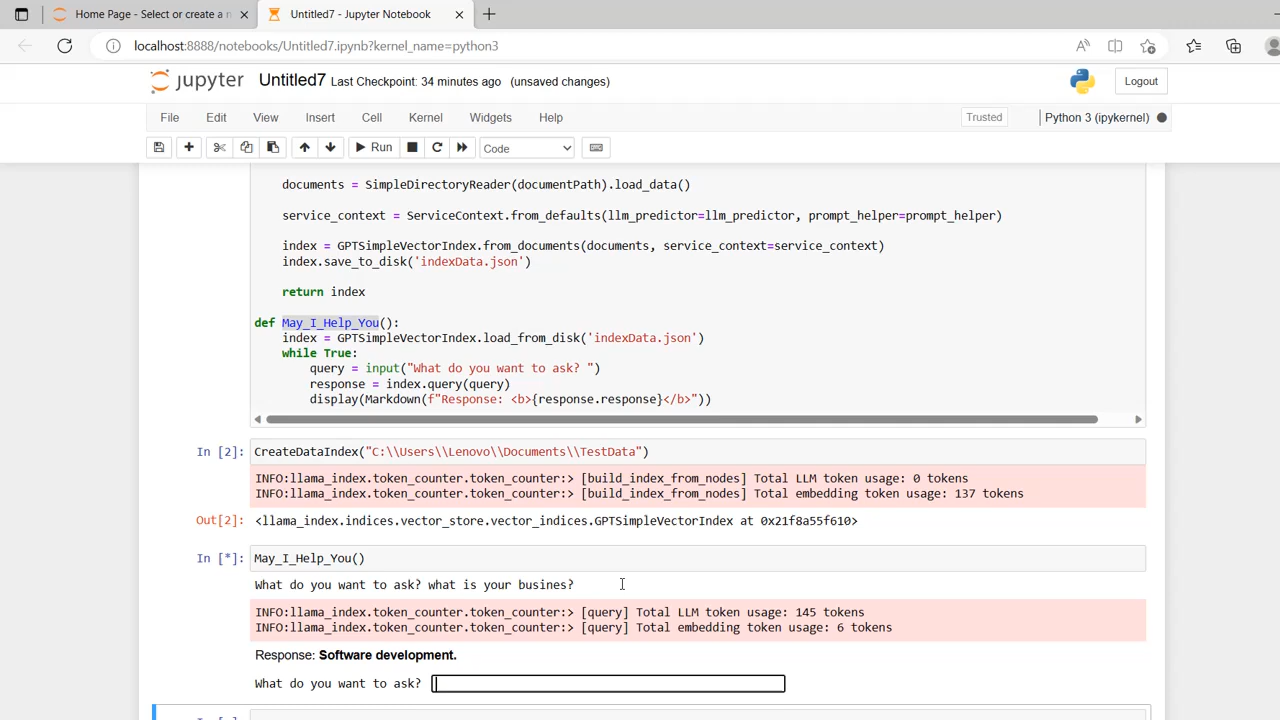 Home Page - Select or create a n
Untitled7 - Jupyter Notebook
localhost:8888/notebooks/Untitled7.ipynb?kernel_name=python3
jupyter Untitled7 Last Checkpoint: 34 minutes ago (unsaved changes)
Logout
File Edit View Insert Cell Kernel Widgets Help
Trusted
Python 3 (ipykernel)
Run
Code
documents = SimpleDirectoryReader(documentPath).load_data()
service_context = ServiceContext.from_defaults(llm_predictor=llm_predictor, prompt_helper=prompt_helper)
index = GPTSimpleVectorIndex.from_documents(documents, service_context=service_context)
index.save_to_disk('indexData.json')
return index
def May_I_Help_You():
index = GPTSimpleVectorIndex.load_from_disk('indexData.json')
while True:
query = input("What do you want to ask? ")
response = index.query(query)
display(Markdown(f"Response: <b>{response.response}</b>"))
In [2]: CreateDataIndex("C:\\Users\\Lenovo\\Documents\\TestData")
INFO:llama_index.token_counter.token_counter:> [build_index_from_nodes] Total LLM token usage: 0 tokens
INFO:llama_index.token_counter.token_counter:> [build_index_from_nodes] Total embedding token usage: 137 tokens
Out[2]: <llama_index.indices.vector_store.vector_indices.GPTSimpleVectorIndex at 0x21f8a55f610>
In [*]: May_I_Help_You()
What do you want to ask? what is your busines?
INFO:llama_index.token_counter.token_counter:> [query] Total LLM token usage: 145 tokens
INFO:llama_index.token_counter.token_counter:> [query] Total embedding token usage: 6 tokens
Response: Software development.
What do you want to ask?